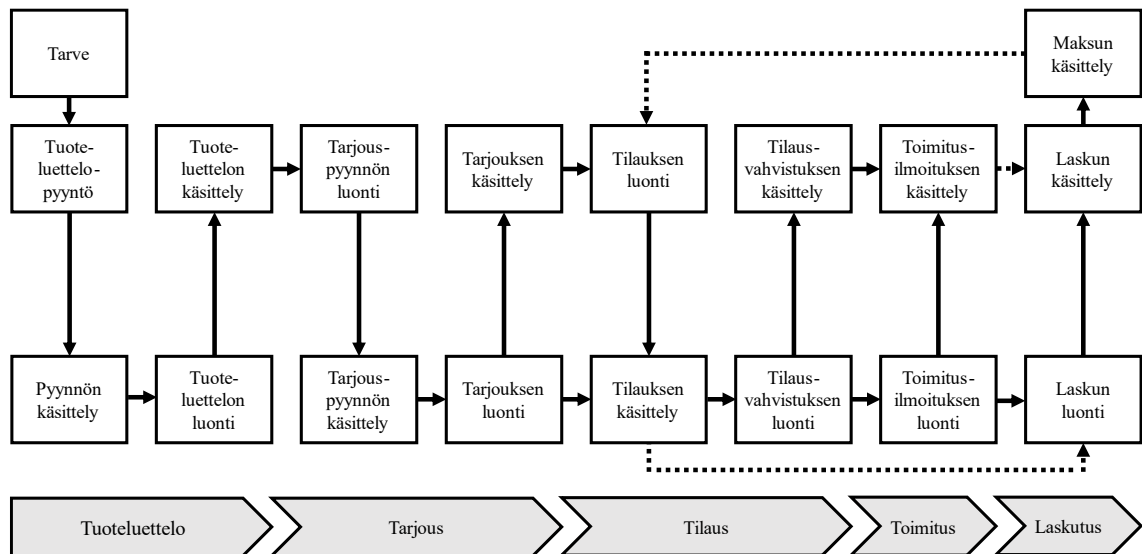 Tarve
Maksun
käsittely
Tuote-
luettelo-
pyyntö
Tuote-
luettelon
käsittely
Tarjous-
pyynnön
luonti
Tarjouksen
käsittely
Tilauksen
luonti
Tilaus-
vahvistuksen
käsittely
Toimitus-
ilmoituksen
käsittely
Laskun
käsittely
Pyynnön
käsittely
Tuote-
luettelon
luonti
Tarjous-
pyynnön
käsittely
Tarjouksen
luonti
Tilauksen
käsittely
Tilaus-
vahvistuksen
luonti
Toimitus-
ilmoituksen
luonti
Laskun
luonti
Tuoteluettelo
Tarjous
Tilaus
Toimitus
Laskutus